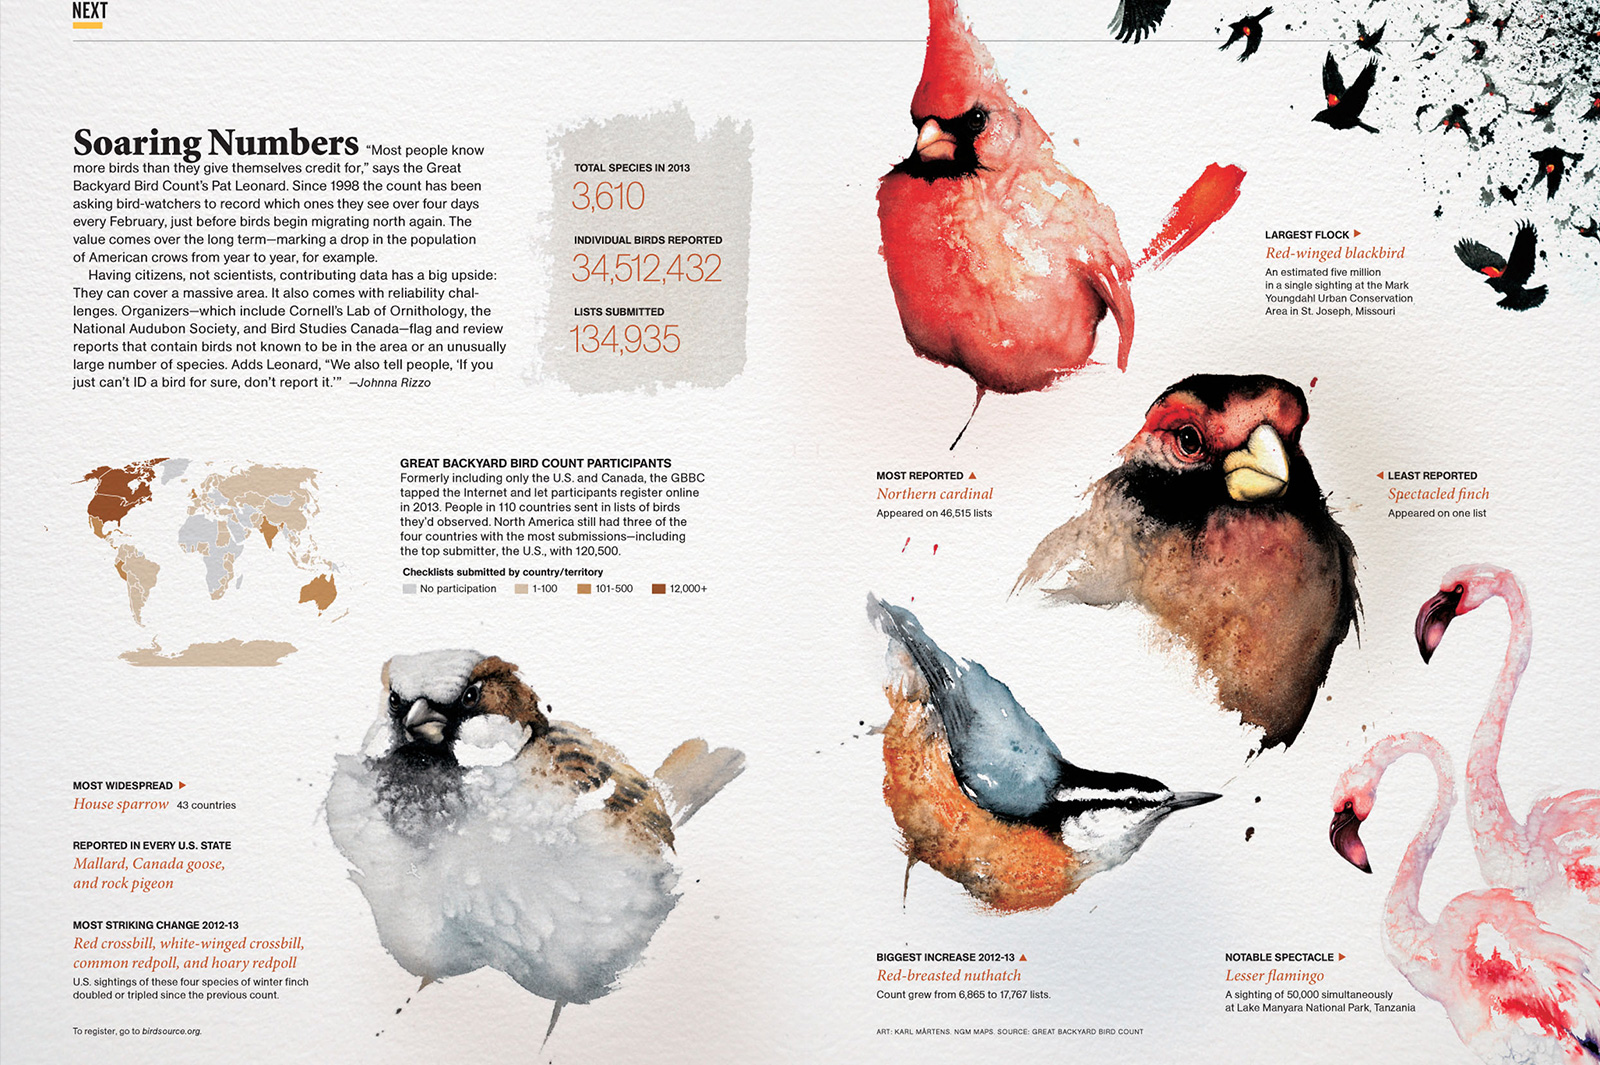 NEXT
Soaring Numbers “Most people know
more birds than they give themselves credit for,” says the Great
Backyard Bird Count’s Pat Leonard. Since 1998 the count has been
asking bird-watchers to record which ones they see over four days
every February, just before birds begin migrating north again. The
value comes over the long term—marking a drop in the population
of American crows from year to year, for example.
Having citizens, not scientists, contributing data has a big upside:
They can cover a massive area. It also comes with reliability chal-
lenges. Organizers—which include Cornell’s Lab of Ornithology, the
National Audubon Society, and Bird Studies Canada—flag and review
reports that contain birds not known to be in the area or an unusually
large number of species. Adds Leonard, “We also tell people, ‘If you
just can’t ID a bird for sure, don’t report it.’” —Johnna Rizzo
TOTAL SPECIES IN 2013
3,610
INDIVIDUAL BIRDS REPORTED
34,512,432
LISTS SUBMITTED
134,935
GREAT BACKYARD BIRD COUNT PARTICIPANTS
Formerly including only the U.S. and Canada, the GBBC
tapped the Internet and let participants register online
in 2013. People in 110 countries sent in lists of birds
they’d observed. North America still had three of the
four countries with the most submissions—including
the top submitter, the U.S., with 120,500.
Checklists submitted by country/territory
No participation 1-100 101-500 12,000+
MOST WIDESPREAD
House sparrow 43 countries
REPORTED IN EVERY U.S. STATE
Mallard, Canada goose,
and rock pigeon
MOST STRIKING CHANGE 2012-13
Red crossbill, white-winged crossbill,
common redpoll, and hoary redpoll
U.S. sightings of these four species of winter finch
doubled or tripled since the previous count.
To register, go to birdsource.org.
LARGEST FLOCK
Red-winged blackbird
An estimated five million
in a single sighting at the Mark
Youngdahl Urban Conservation
Area in St. Joseph, Missouri
MOST REPORTED
Northern cardinal
Appeared on 46,515 lists
LEAST REPORTED
Spectacled finch
Appeared on one list
BIGGEST INCREASE 2012-13
Red-breasted nuthatch
Count grew from 6,865 to 17,767 lists.
NOTABLE SPECTACLE
Lesser flamingo
A sighting of 50,000 simultaneously
at Lake Manyara National Park, Tanzania
ART: KARL MÅRTENS. NGM MAPS. SOURCE: GREAT BACKYARD BIRD COUNT